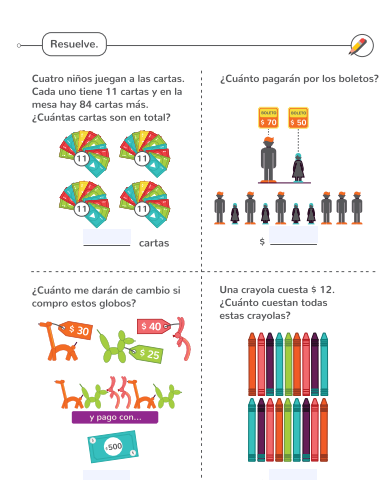 Resuelve.
Cuatro niños juegan a las cartas.
Cada uno tiene 11 cartas y en la
mesa hay 84 cartas más.
¿Cuántas cartas son en total?
11
11
11
11
cartas
¿Cuánto pagarán por los boletos?
BOLETO
$ 70
BOLETO
$ 50
$
¿Cuánto me darán de cambio si
compro estos globos?
$ 30
$ 40
$ 25
y pago con...
$500
Una crayola cuesta $ 12.
¿Cuánto cuestan todas
estas crayolas?